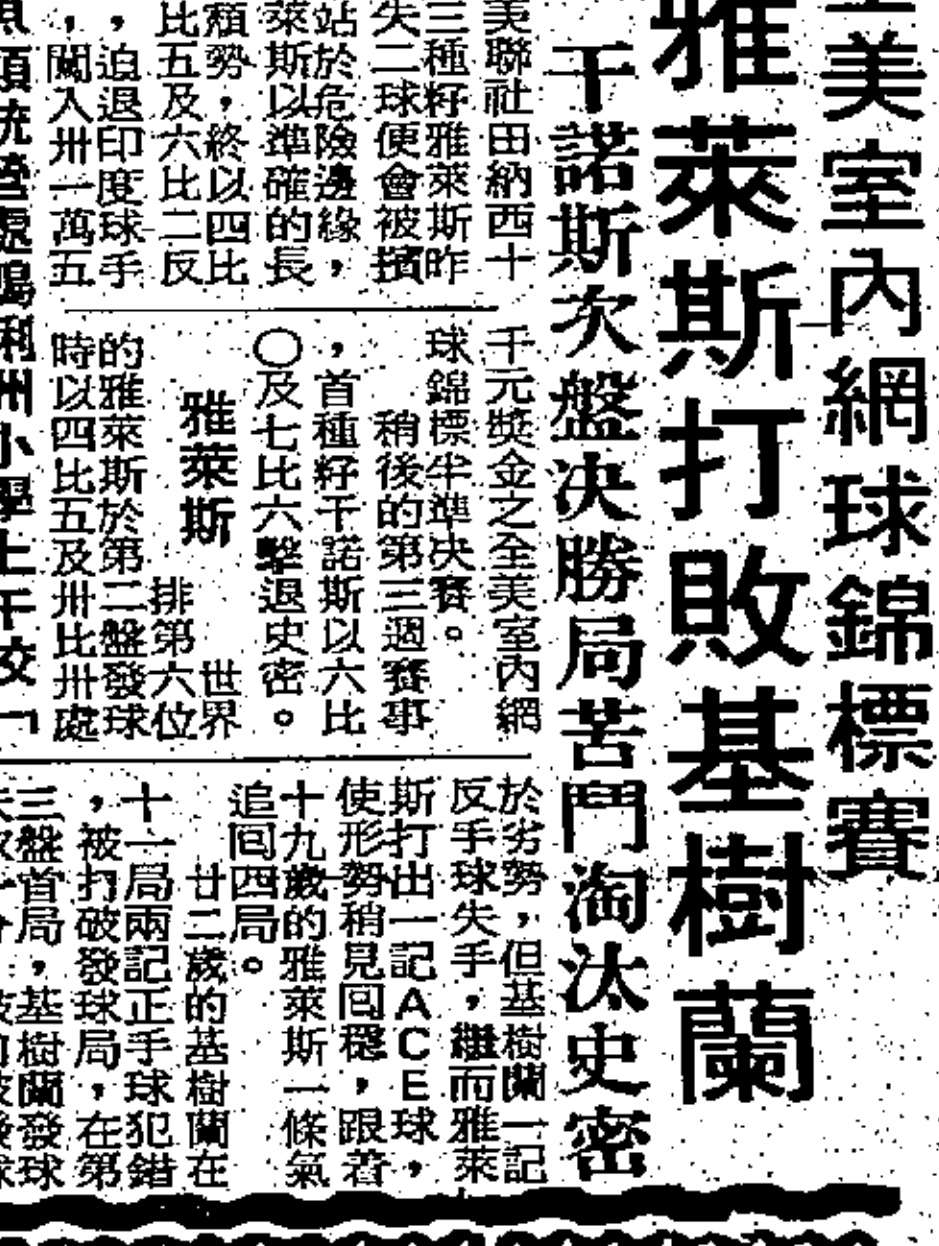 美室內網球錦標賽
雅萊斯打敗基樹蘭
干諾斯次盤決勝局苦鬥淘汰史密
美聯社田納西十
三種籽雅萊斯昨
失二球便會被擯
站於危險邊緣，
萊斯以準確的長
頹勢，終以四比
比五及六比二反
，迫退印度球手
闖入卅一萬五
千元獎金之全美室內網
球錦標半準決賽。
稍後的第三週賽事
，首種籽干諾斯以六比
〇及七比六擊退史密。
雅萊斯
世界
排第六位
的雅萊斯於第二盤發球
時以四比五及卅比卅處
於劣勢，但基樹蘭一記
反手球失手，繼而雅萊
斯打出一記ACE球，
使形勢稍見囘穩，跟着
十九歲的雅萊斯一條氣
追囘四局。
廿二歲的基樹蘭在
十一局兩記正手球犯錯
，被打破發球局，在第
三盤首局，基樹蘭發球